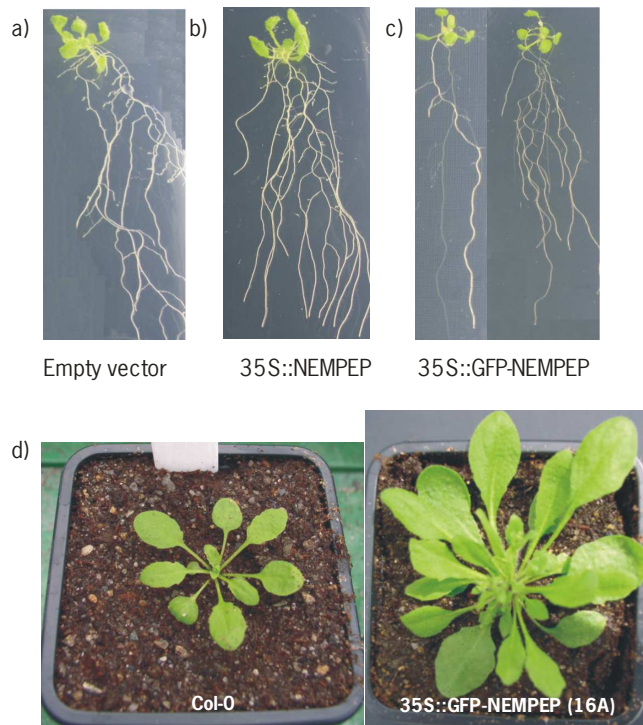 a)
b)
c)
Empty vector
35S::NEMPEP
35S::GFP-NEMPEP
d)
Col-0
35S::GFP-NEMPEP (16A)